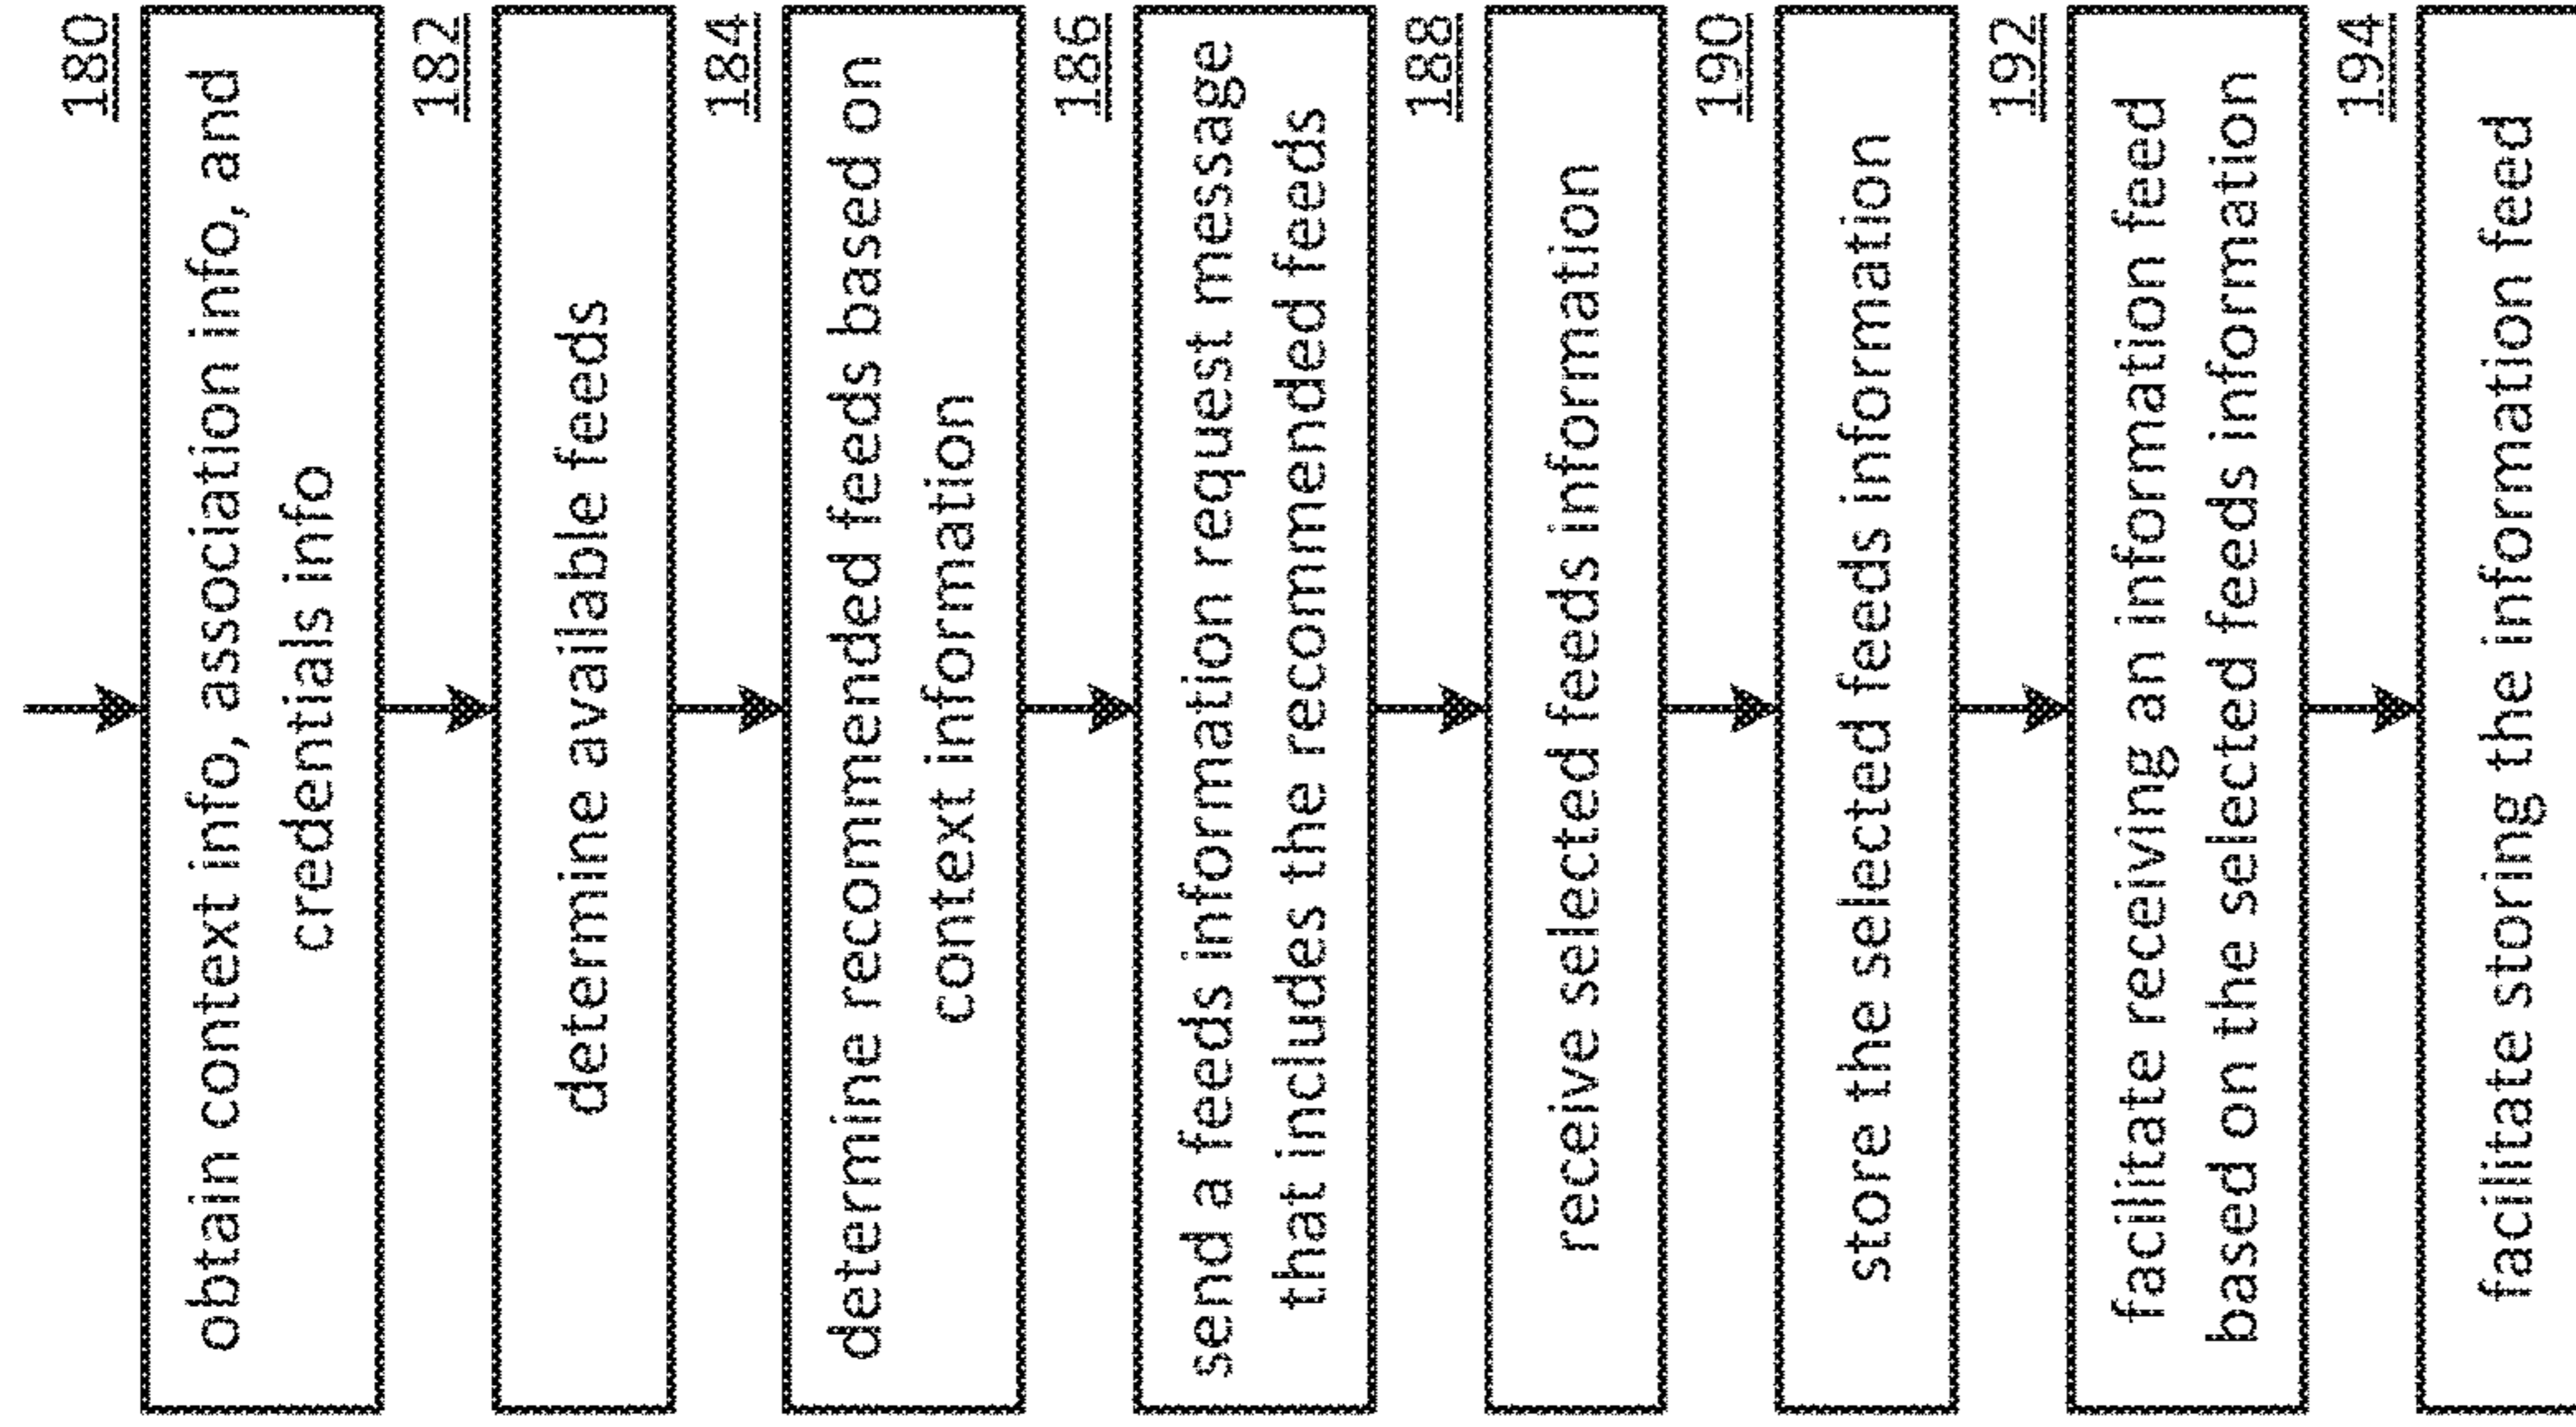 180
obtain context info, association info, and
credentials info
182
determine available feeds
184
determine recommended feeds based on
context information
186
send a feeds information request message
that includes the recommended feeds
188
receive selected feeds information
190
store the selected feeds information
192
facilitate receiving an information feed
based on the selected feeds information
194
facilitate storing the information feed